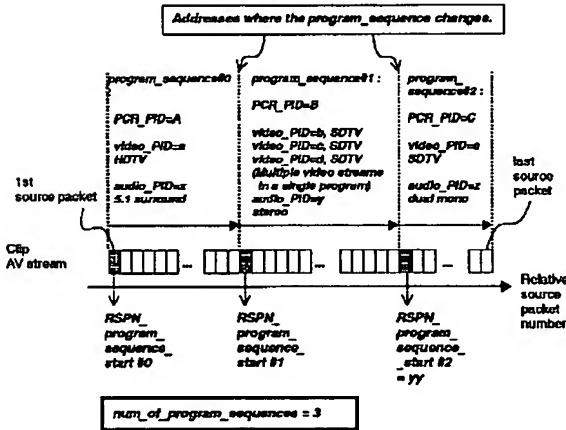 Addresses where the program_sequence changes.
program_sequence#0
PCR_PID=A
video_PID=a
HDTV
audio_PID=x
5.1 surround
program_sequence#1 :
PCR_PID=B
video_PID=b, SDTV
video_PID=c, SDTV
video_PID=d, SDTV
(Multiple video streams
in a single program)
audio_PID=y
stereo
program_
sequence#2 :
PCR_PID=C
video_PID=e
SDTV
audio_PID=z
dual mono
1st
source packet
last
source
packet
Clip
AV stream
... ... ...
Relative
source
packet
number
RSPN_
program_
sequence_
start #0
RSPN_
program_
sequence_
start #1
RSPN_
program_
sequence_
_start #2
= yy
num_of_program_sequences = 3